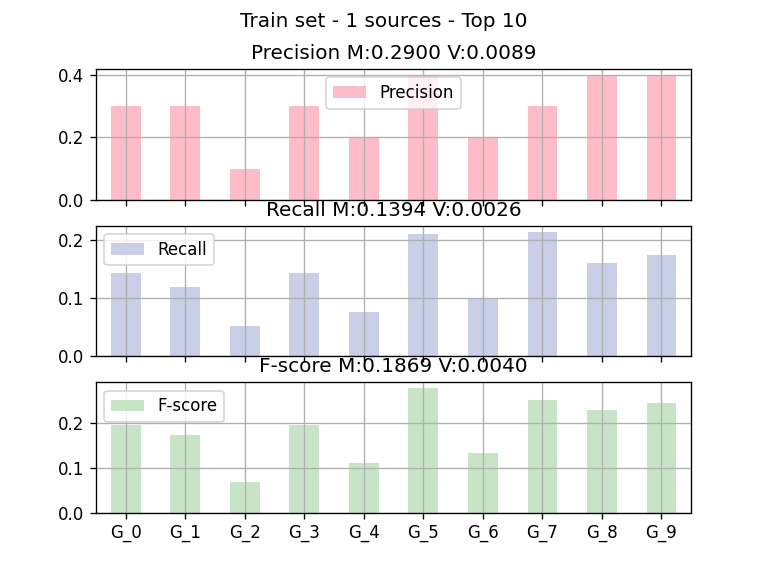 Train set - 1 sources - Top 10
Precision M:0.2900 V:0.0089
0.4
0.2
0.0
Precision
Recall M:0.1394 V:0.0026
0.2
0.1
0.0
Recall
F-score M:0.1869 V:0.0040
0.2
0.1
0.0
F-score
G_0 G_1 G_2 G_3 G_4 G_5 G_6 G_7 G_8 G_9